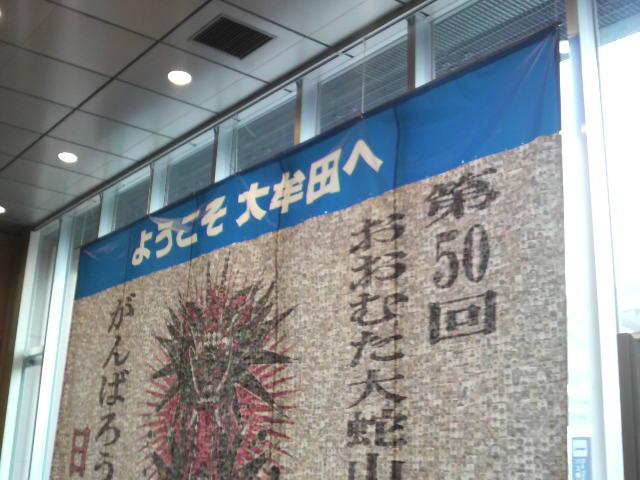 ようこそ 大牟田へ
第50回
おおむた大蛇山
がんばろう
日